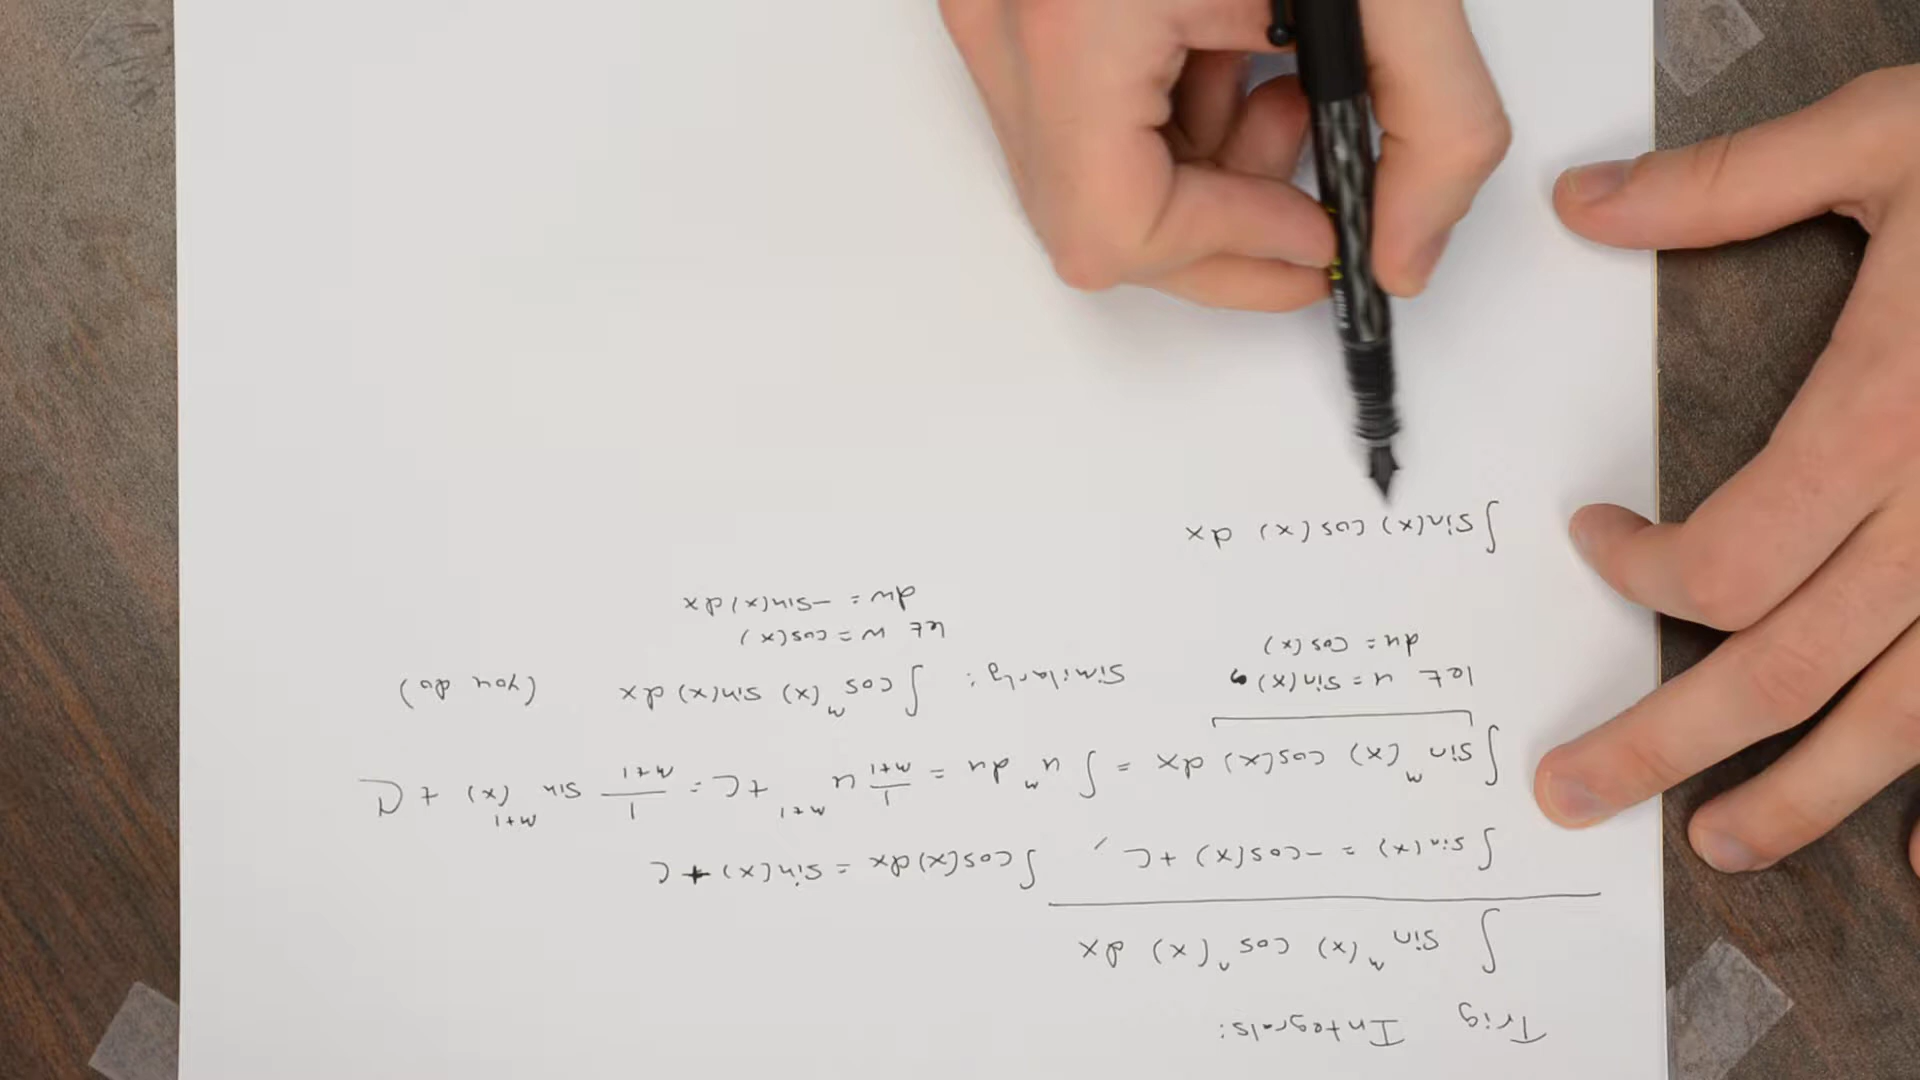 Trig Integrals:
∫ sin^m(x) cos^n(x) dx
∫ sin(x) = -cos(x) + C, ∫ cos(x) dx = sin(x) + C
∫ sin^m(x) cos(x) dx = ∫ u^m du = 1/(m+1) u^(m+1) + C = 1/(m+1) sin^(m+1)(x) + C
let u = sin(x)
du = cos(x)
Similarly: ∫ cos^m(x) sin(x) dx (you do)
let w = cos(x)
dw = -sin(x) dx
∫ sin(x) cos(x) dx